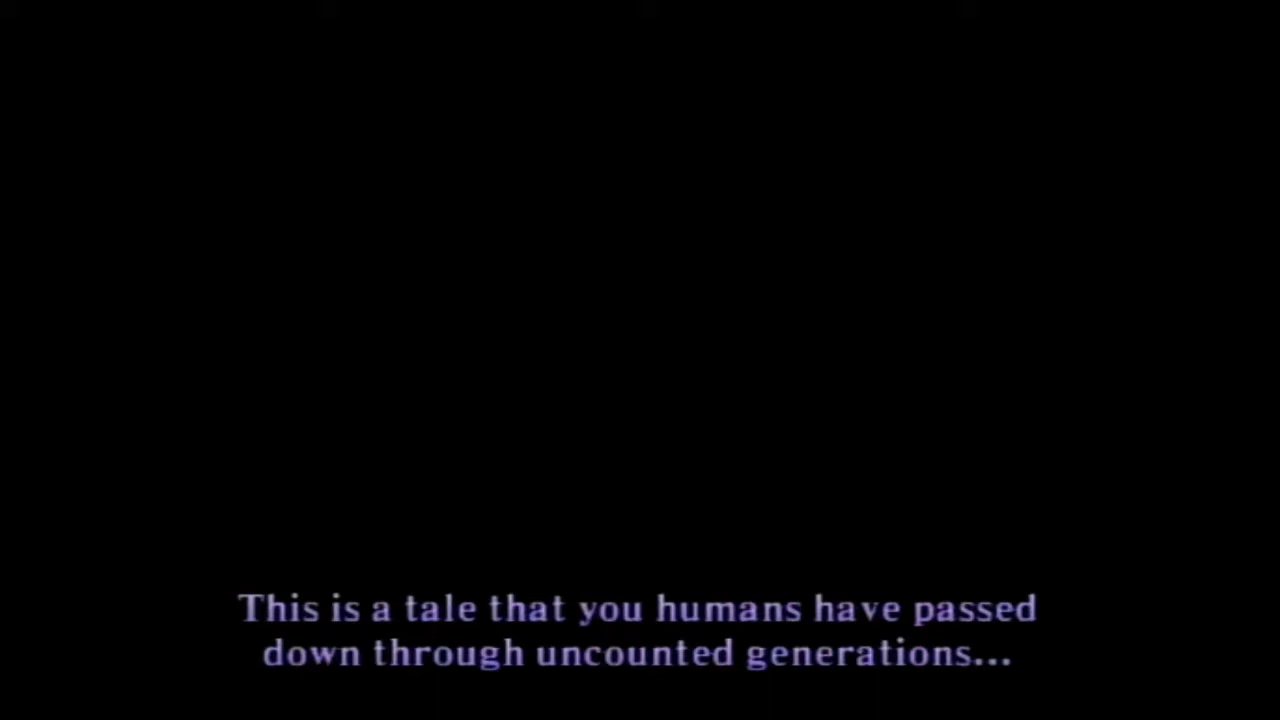 This is a tale that you humans have passed
down through uncounted generations...